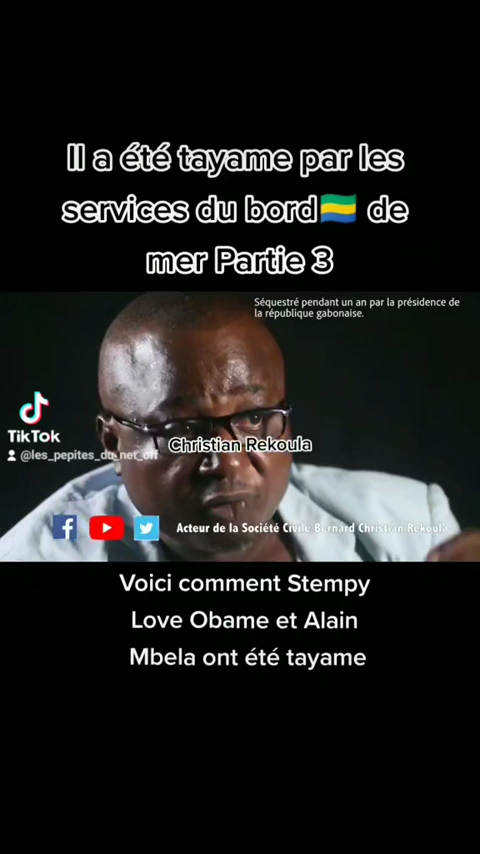 Il a été tayame par les
services du bord🇬🇦 de
mer Partie 3
Séquestré pendant un an par la présidence de
la république gabonaise.
TikTok
@les_pepites_du_net_off
Christian Rekoula
Acteur de la Société Civile Bernard Christian Rekoula
Voici comment Stempy
Love Obame et Alain
Mbela ont été tayame